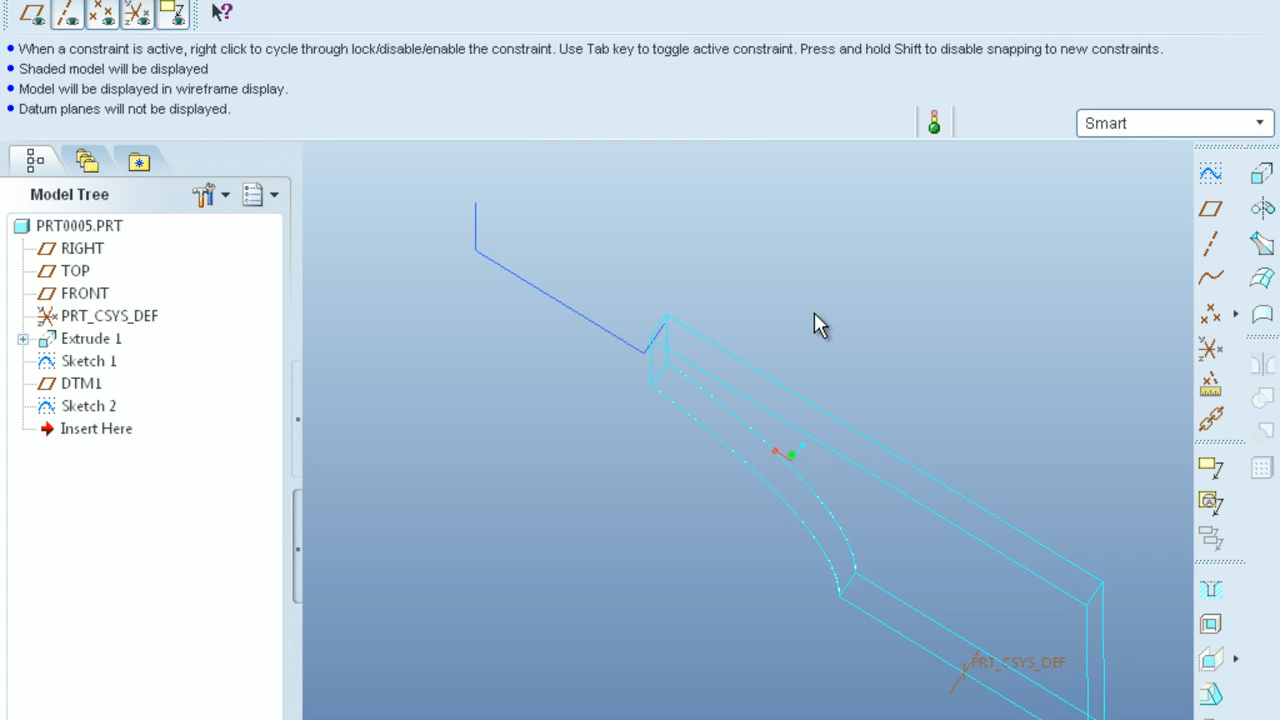 When a constraint is active, right click to cycle through lock/disable/enable the constraint. Use Tab key to toggle active constraint. Press and hold Shift to disable snapping to new constraints.
Shaded model will be displayed
Model will be displayed in wireframe display.
Datum planes will not be displayed.
Smart
Model Tree
PRT0005.PRT
RIGHT
TOP
FRONT
PRT_CSYS_DEF
Extrude 1
Sketch 1
DTM1
Sketch 2
Insert Here
PRT_CSYS_DEF